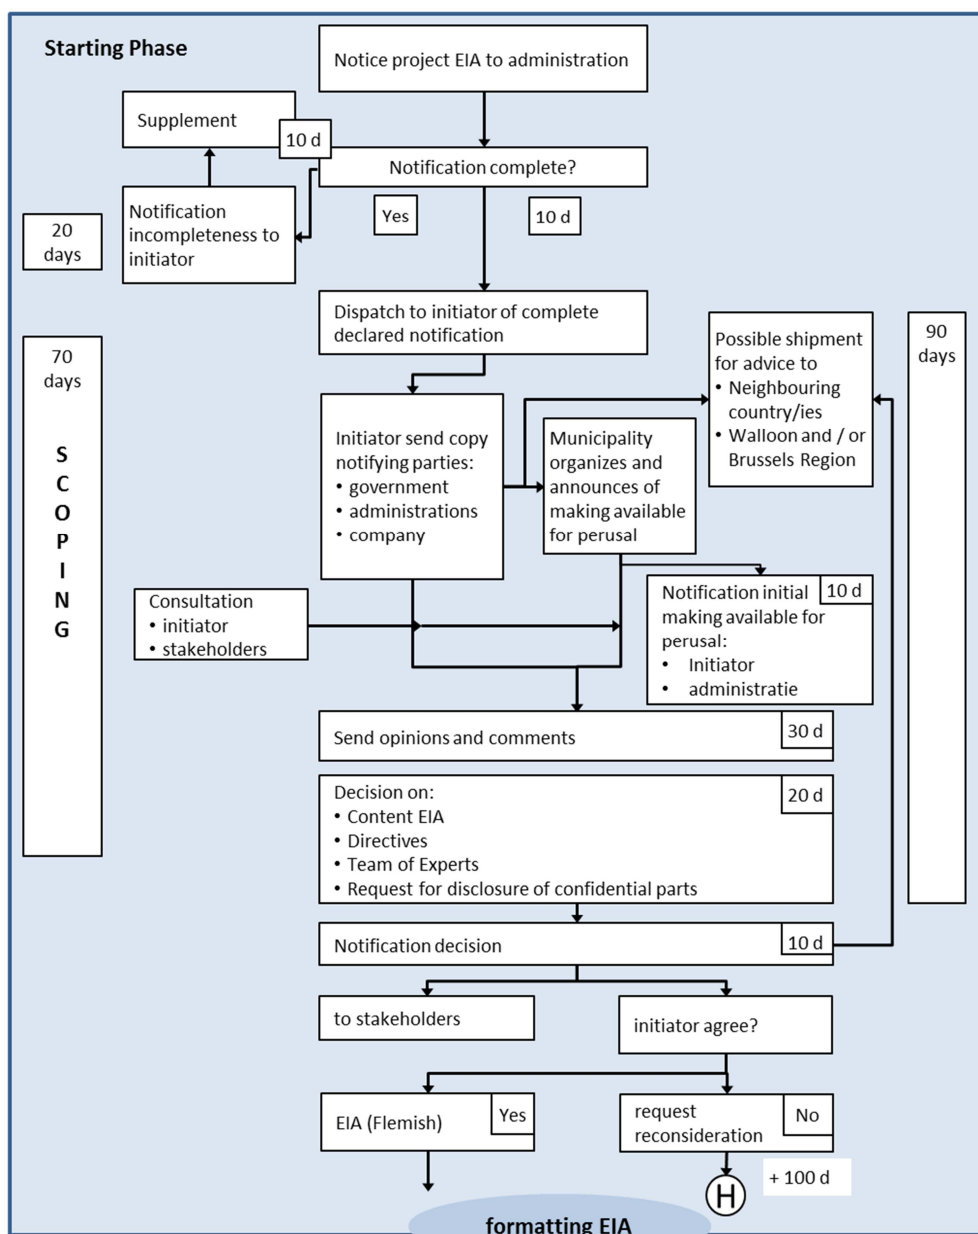 Starting Phase
Notice project EIA to administration
Supplement
10 d
Notification complete?
Notification
incompleteness to
initiator
Yes
10 d
20
days
Dispatch to initiator of complete
declared notification
70
days
S
C
O
P
I
N
G
90
days
Possible shipment
for advice to
• Neighbouring
country/ies
• Walloon and / or
Brussels Region
Initiator send copy
notifying parties:
• government
• administrations
• company
Municipality
organizes and
announces of
making available
for perusal
Consultation
• initiator
• stakeholders
Notification initial
10 d
making available for
perusal:
• Initiator
• administratie
Send opinions and comments
30 d
Decision on:
20 d
• Content EIA
• Directives
• Team of Experts
• Request for disclosure of confidential parts
Notification decision
10 d
to stakeholders
initiator agree?
EIA (Flemish)
Yes
request
reconsideration
No
H
+ 100 d
formatting EIA